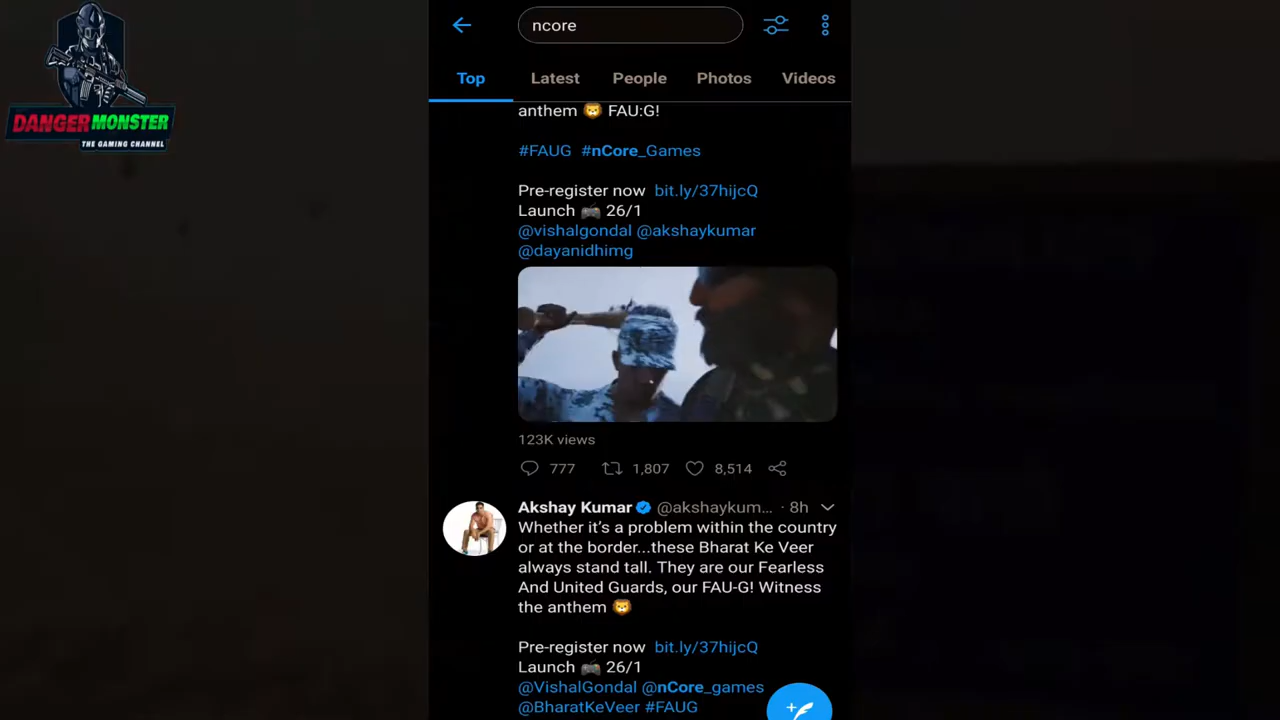 DANGER MONSTER
THE GAMING CHANNEL
ncore
Top Latest People Photos Videos
anthem 🦁 FAU:G!
#FAUG #nCore_Games
Pre-register now bit.ly/37hijcQ
Launch 🎮 26/1
@vishalgondal @akshaykumar
@dayanidhimg
123K views
777 1,807 8,514
Akshay Kumar @akshaykum... · 8h
Whether it's a problem within the country
or at the border...these Bharat Ke Veer
always stand tall. They are our Fearless
And United Guards, our FAU-G! Witness
the anthem 🦁
Pre-register now bit.ly/37hijcQ
Launch 🎮 26/1
@VishalGondal @nCore_games
@BharatKeVeer #FAUG